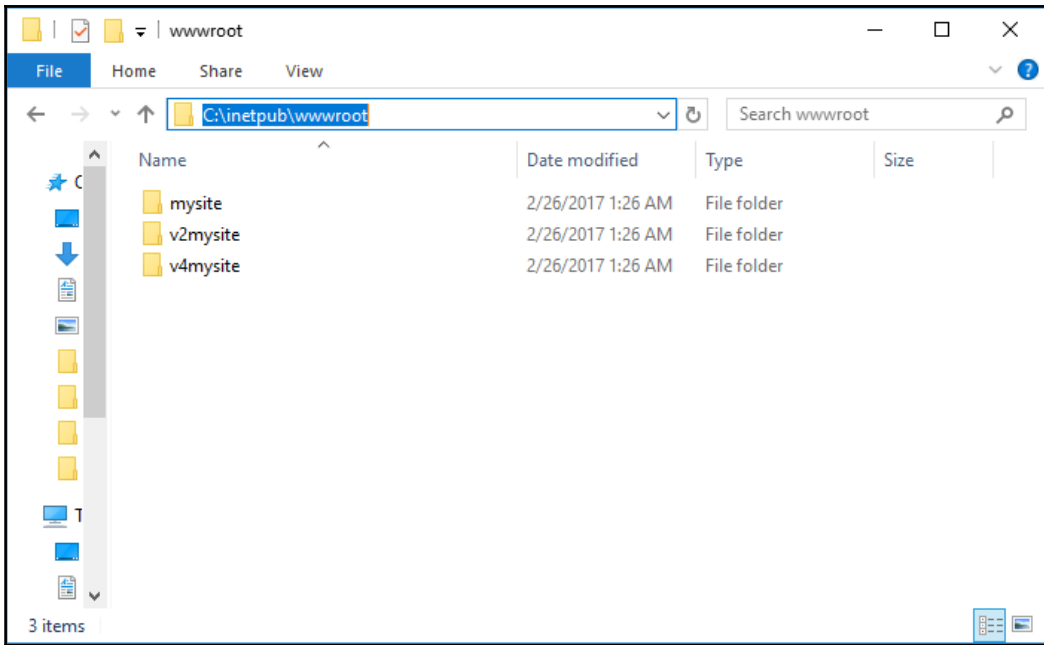 wwwroot
File Home Share View
C:\inetpub\wwwroot Search wwwroot
Name Date modified Type Size
mysite 2/26/2017 1:26 AM File folder
v2mysite 2/26/2017 1:26 AM File folder
v4mysite 2/26/2017 1:26 AM File folder
3 items